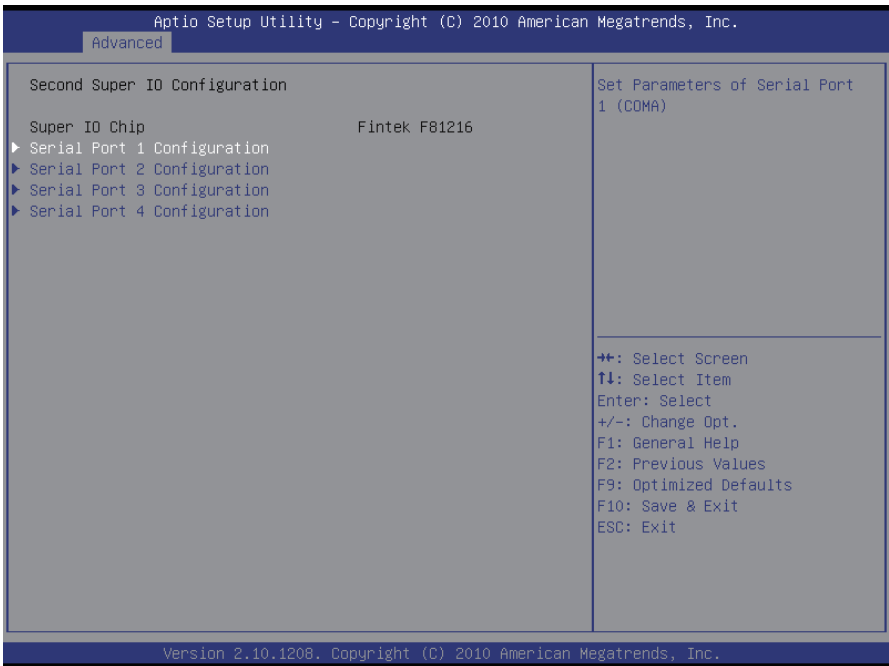 Aptio Setup Utility – Copyright (C) 2010 American Megatrends, Inc.
Advanced
Second Super IO Configuration
Super IO Chip Fintek F81216
Serial Port 1 Configuration
Serial Port 2 Configuration
Serial Port 3 Configuration
Serial Port 4 Configuration
Set Parameters of Serial Port
1 (COMA)
→←: Select Screen
↑↓: Select Item
Enter: Select
+/-: Change Opt.
F1: General Help
F2: Previous Values
F9: Optimized Defaults
F10: Save & Exit
ESC: Exit
Version 2.10.1208. Copyright (C) 2010 American Megatrends, Inc.